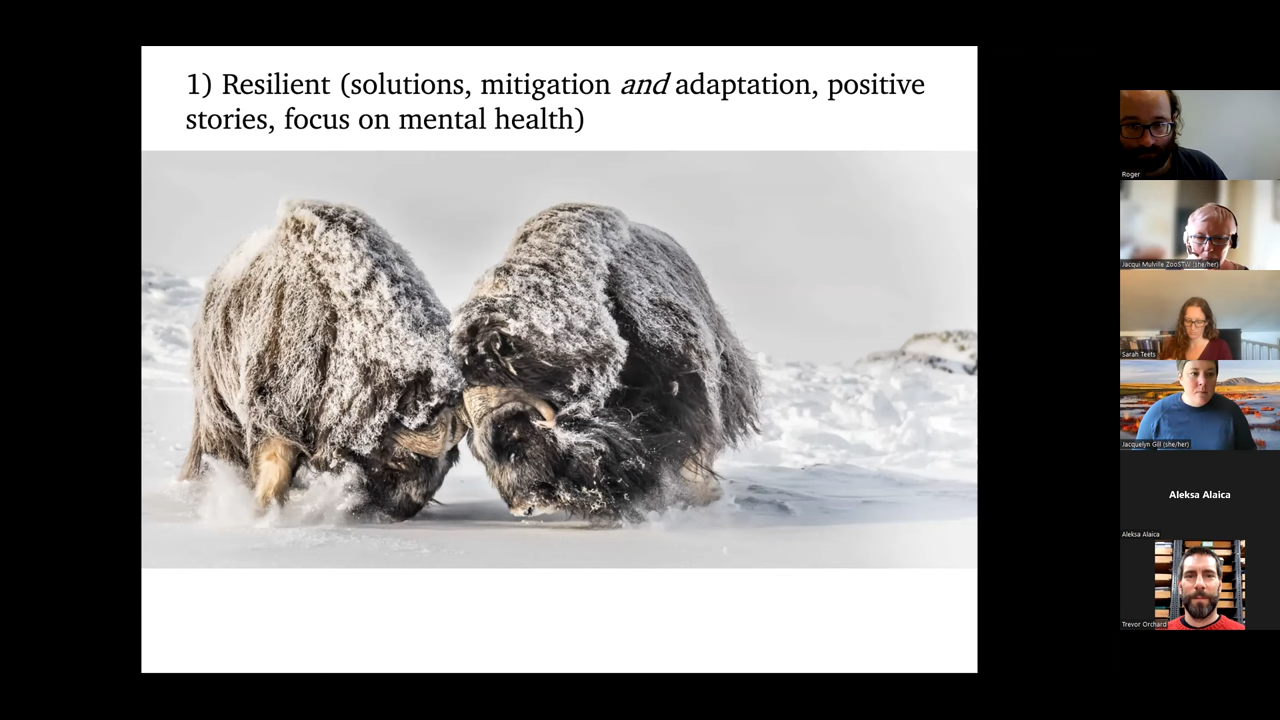 1) Resilient (solutions, mitigation and adaptation, positive
stories, focus on mental health)
Roger
Jacqui Mulville ZooSTW (she/her)
Sarah Teets
Jacquelyn Gill (she/her)
Aleksa Alaica
Aleksa Alaica
Trevor Orchard